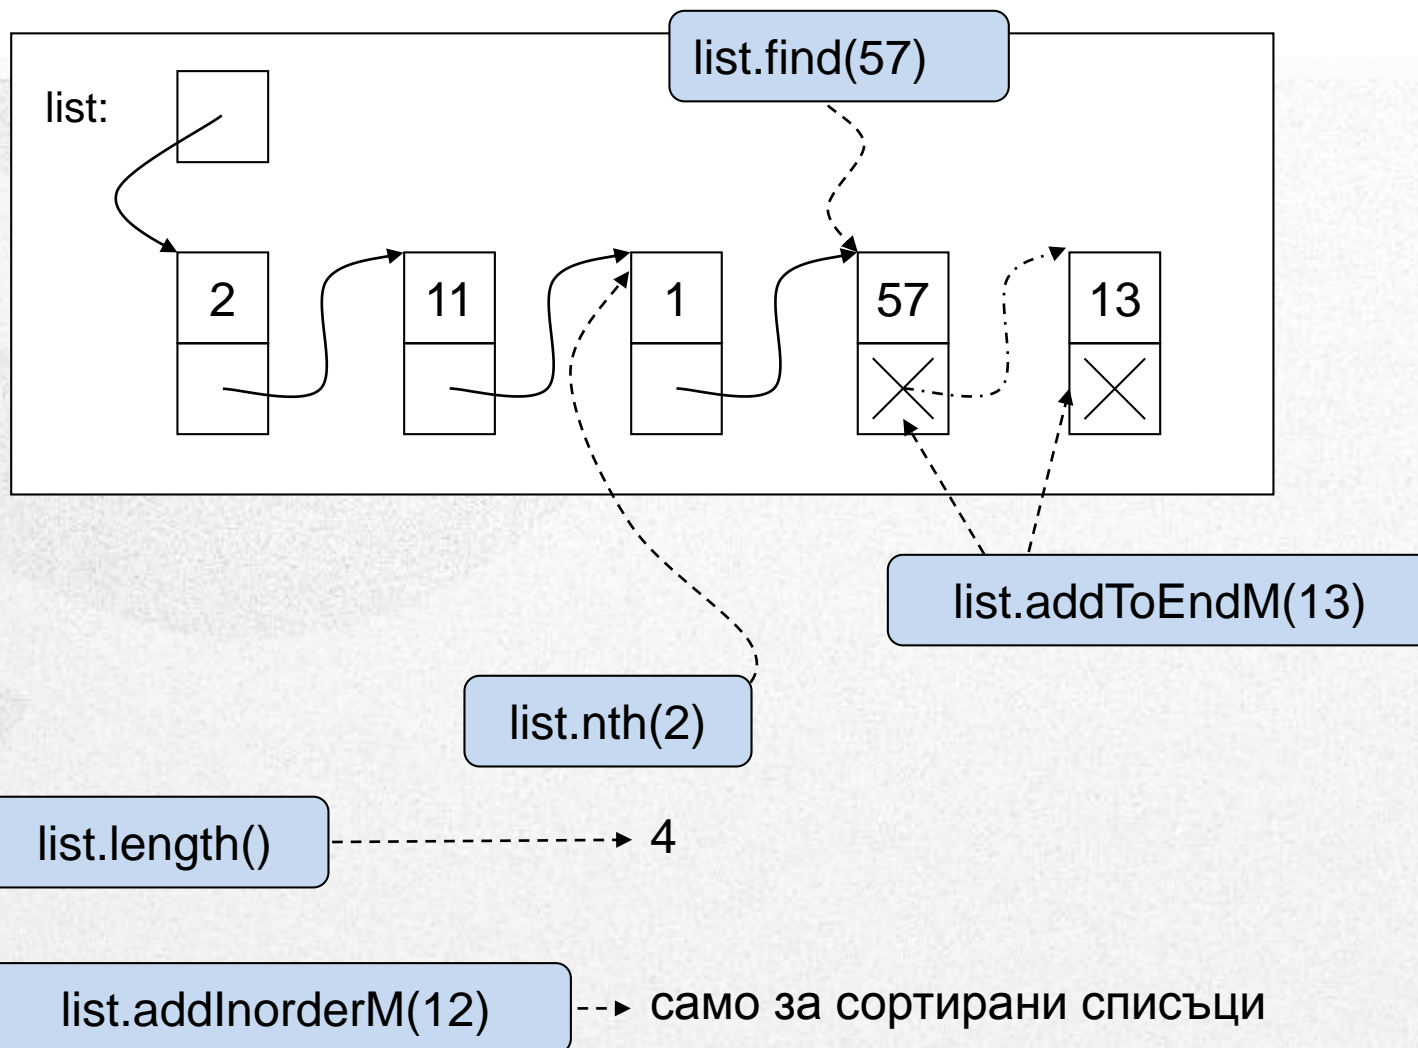 list.find(57)
list:
2 11 1 57 13
list.addToEndM(13)
list.nth(2)
list.length() 4
list.addInorderM(12) само за сортирани списъци